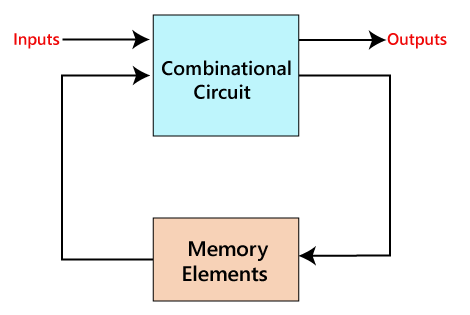 Inputs
Combinational
Circuit
Outputs
Memory
Elements